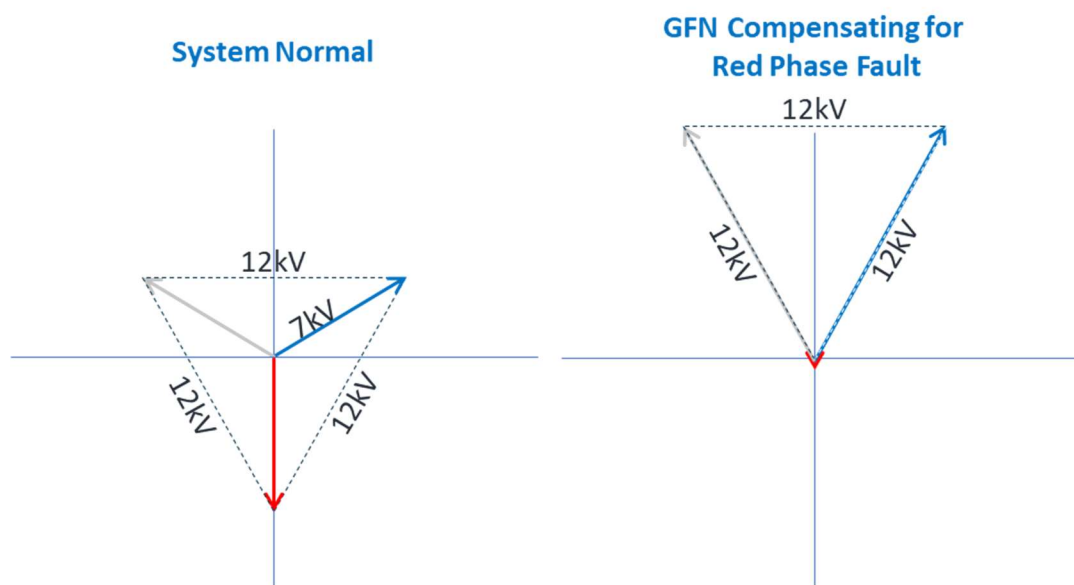 System Normal
12kV
7kV
12kV
12kV
GFN Compensating for
Red Phase Fault
12kV
12kV
12kV